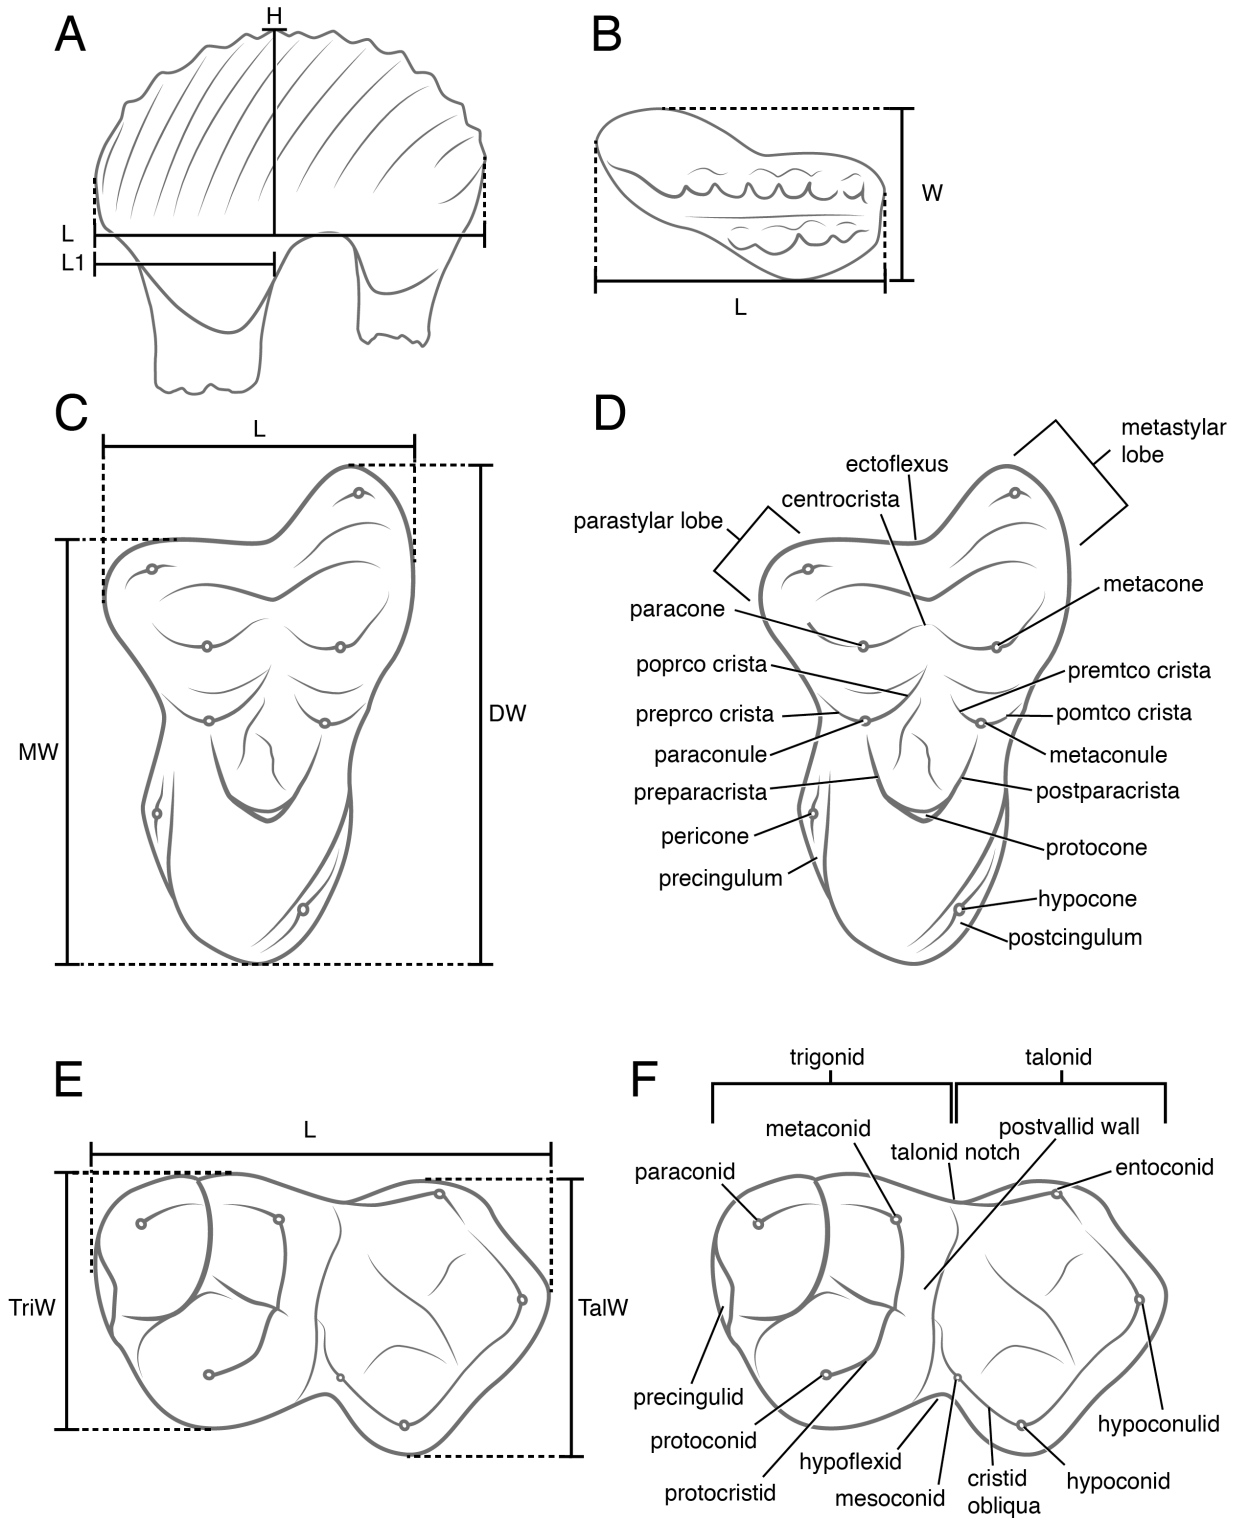 A
H
L
L1
B
W
L
C
L
MW
DW
D
metastylar
lobe
ectoflexus
centrocrista
parastylar lobe
metacone
paracone
poprco crista
premtco crista
preprco crista
pomtco crista
paraconule
metaconule
preparacrista
postparacrista
pericone
protocone
precingulum
hypocone
postcingulum
E
L
TriW
TalW
F
trigonid
talonid
metaconid
postvallid wall
talonid notch
paraconid
entoconid
precingulid
hypoconulid
protoconid
hypoflexid
cristid
obliqua
hypoconid
protocristid
mesoconid